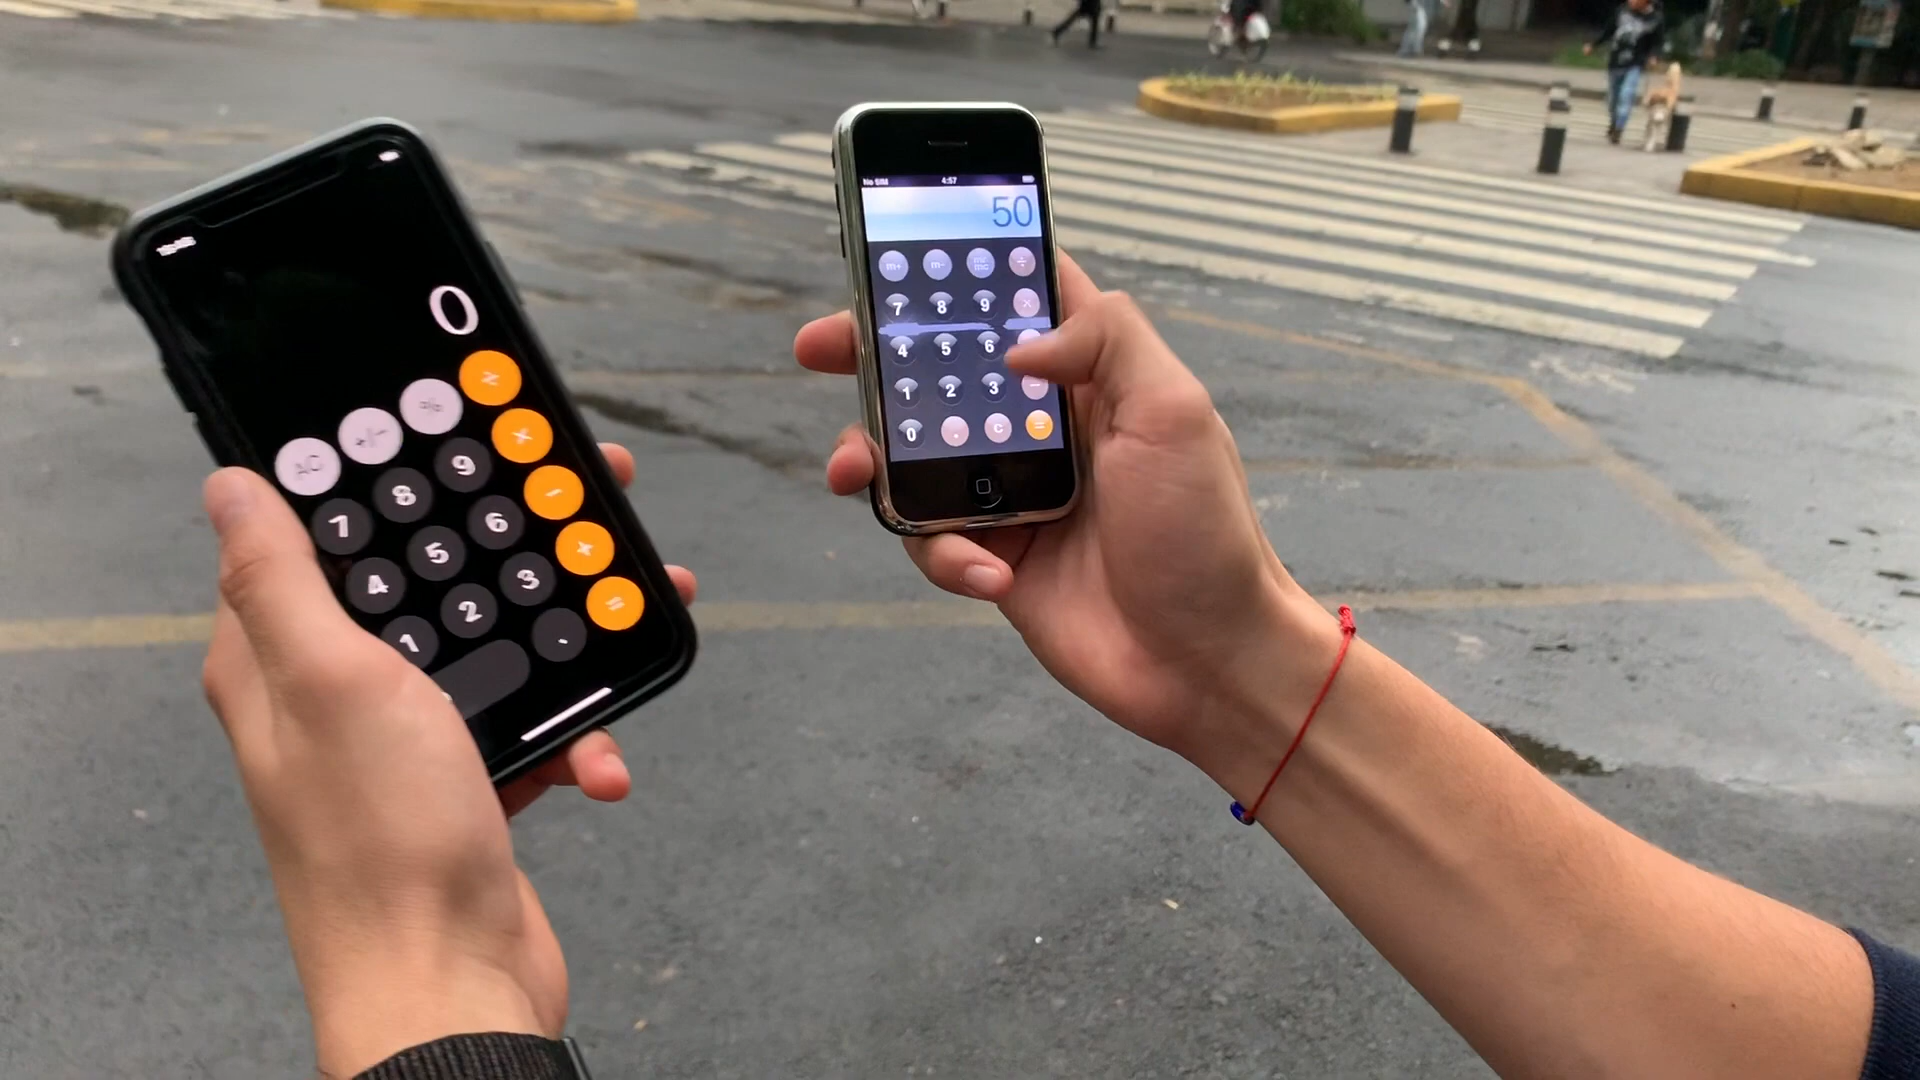 0
÷
AC +/- %
×
7 8 9
−
4 5 6
+
1 2 3
=
.
No SIM 4:57
50
m+ m- mr mc ÷
7 8 9 ×
4 5 6
1 2 3 −
0 . C =